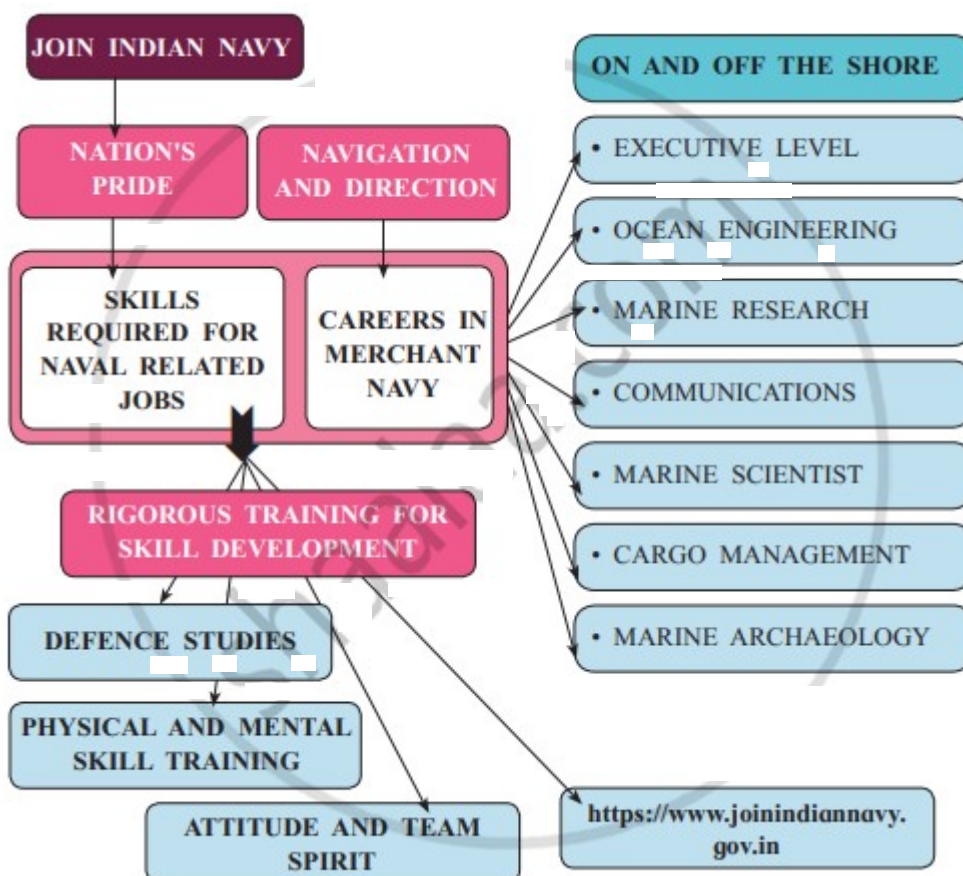 JOIN INDIAN NAVY
NATION'S
PRIDE
NAVIGATION
AND DIRECTION
SKILLS
REQUIRED FOR
NAVAL RELATED
JOBS
CAREERS IN
MERCHANT
NAVY
RIGOROUS TRAINING FOR
SKILL DEVELOPMENT
DEFENCE STUDIES
PHYSICAL AND MENTAL
SKILL TRAINING
ATTITUDE AND TEAM
SPIRIT
https://www.joinindiannavy.
gov.in
ON AND OFF THE SHORE
• EXECUTIVE LEVEL
• OCEAN ENGINEERING
• MARINE RESEARCH
• COMMUNICATIONS
• MARINE SCIENTIST
• CARGO MANAGEMENT
• MARINE ARCHAEOLOGY